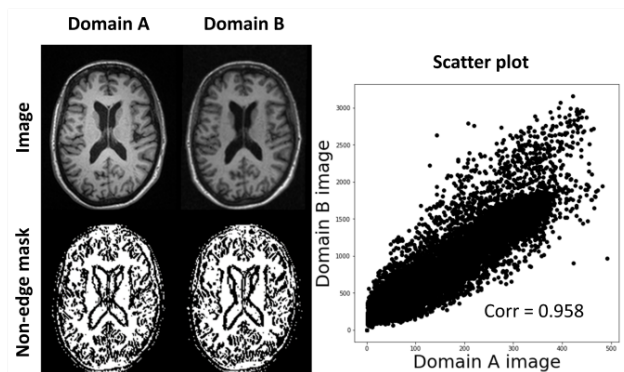 Domain A
Domain B
Image
Non-edge mask
Scatter plot
Domain B image
3000
2500
2000
1500
1000
500
0
Corr = 0.958
0
100
200
300
400
500
Domain A image